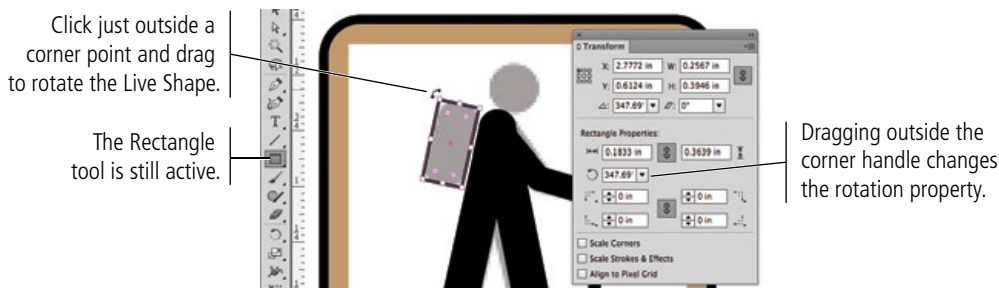 Click just outside a
corner point and drag
to rotate the Live Shape.
The Rectangle
tool is still active.
Transform
X: 2.7772 in W: 0.2567 in
Y: 0.6124 in H: 0.3946 in
347.69° 0°
Rectangle Properties:
0.1833 in 0.3639 in
347.69°
0 in 0 in
0 in 0 in
Scale Corners
Scale Strokes & Effects
Align to Pixel Grid
Dragging outside the
corner handle changes
the rotation property.